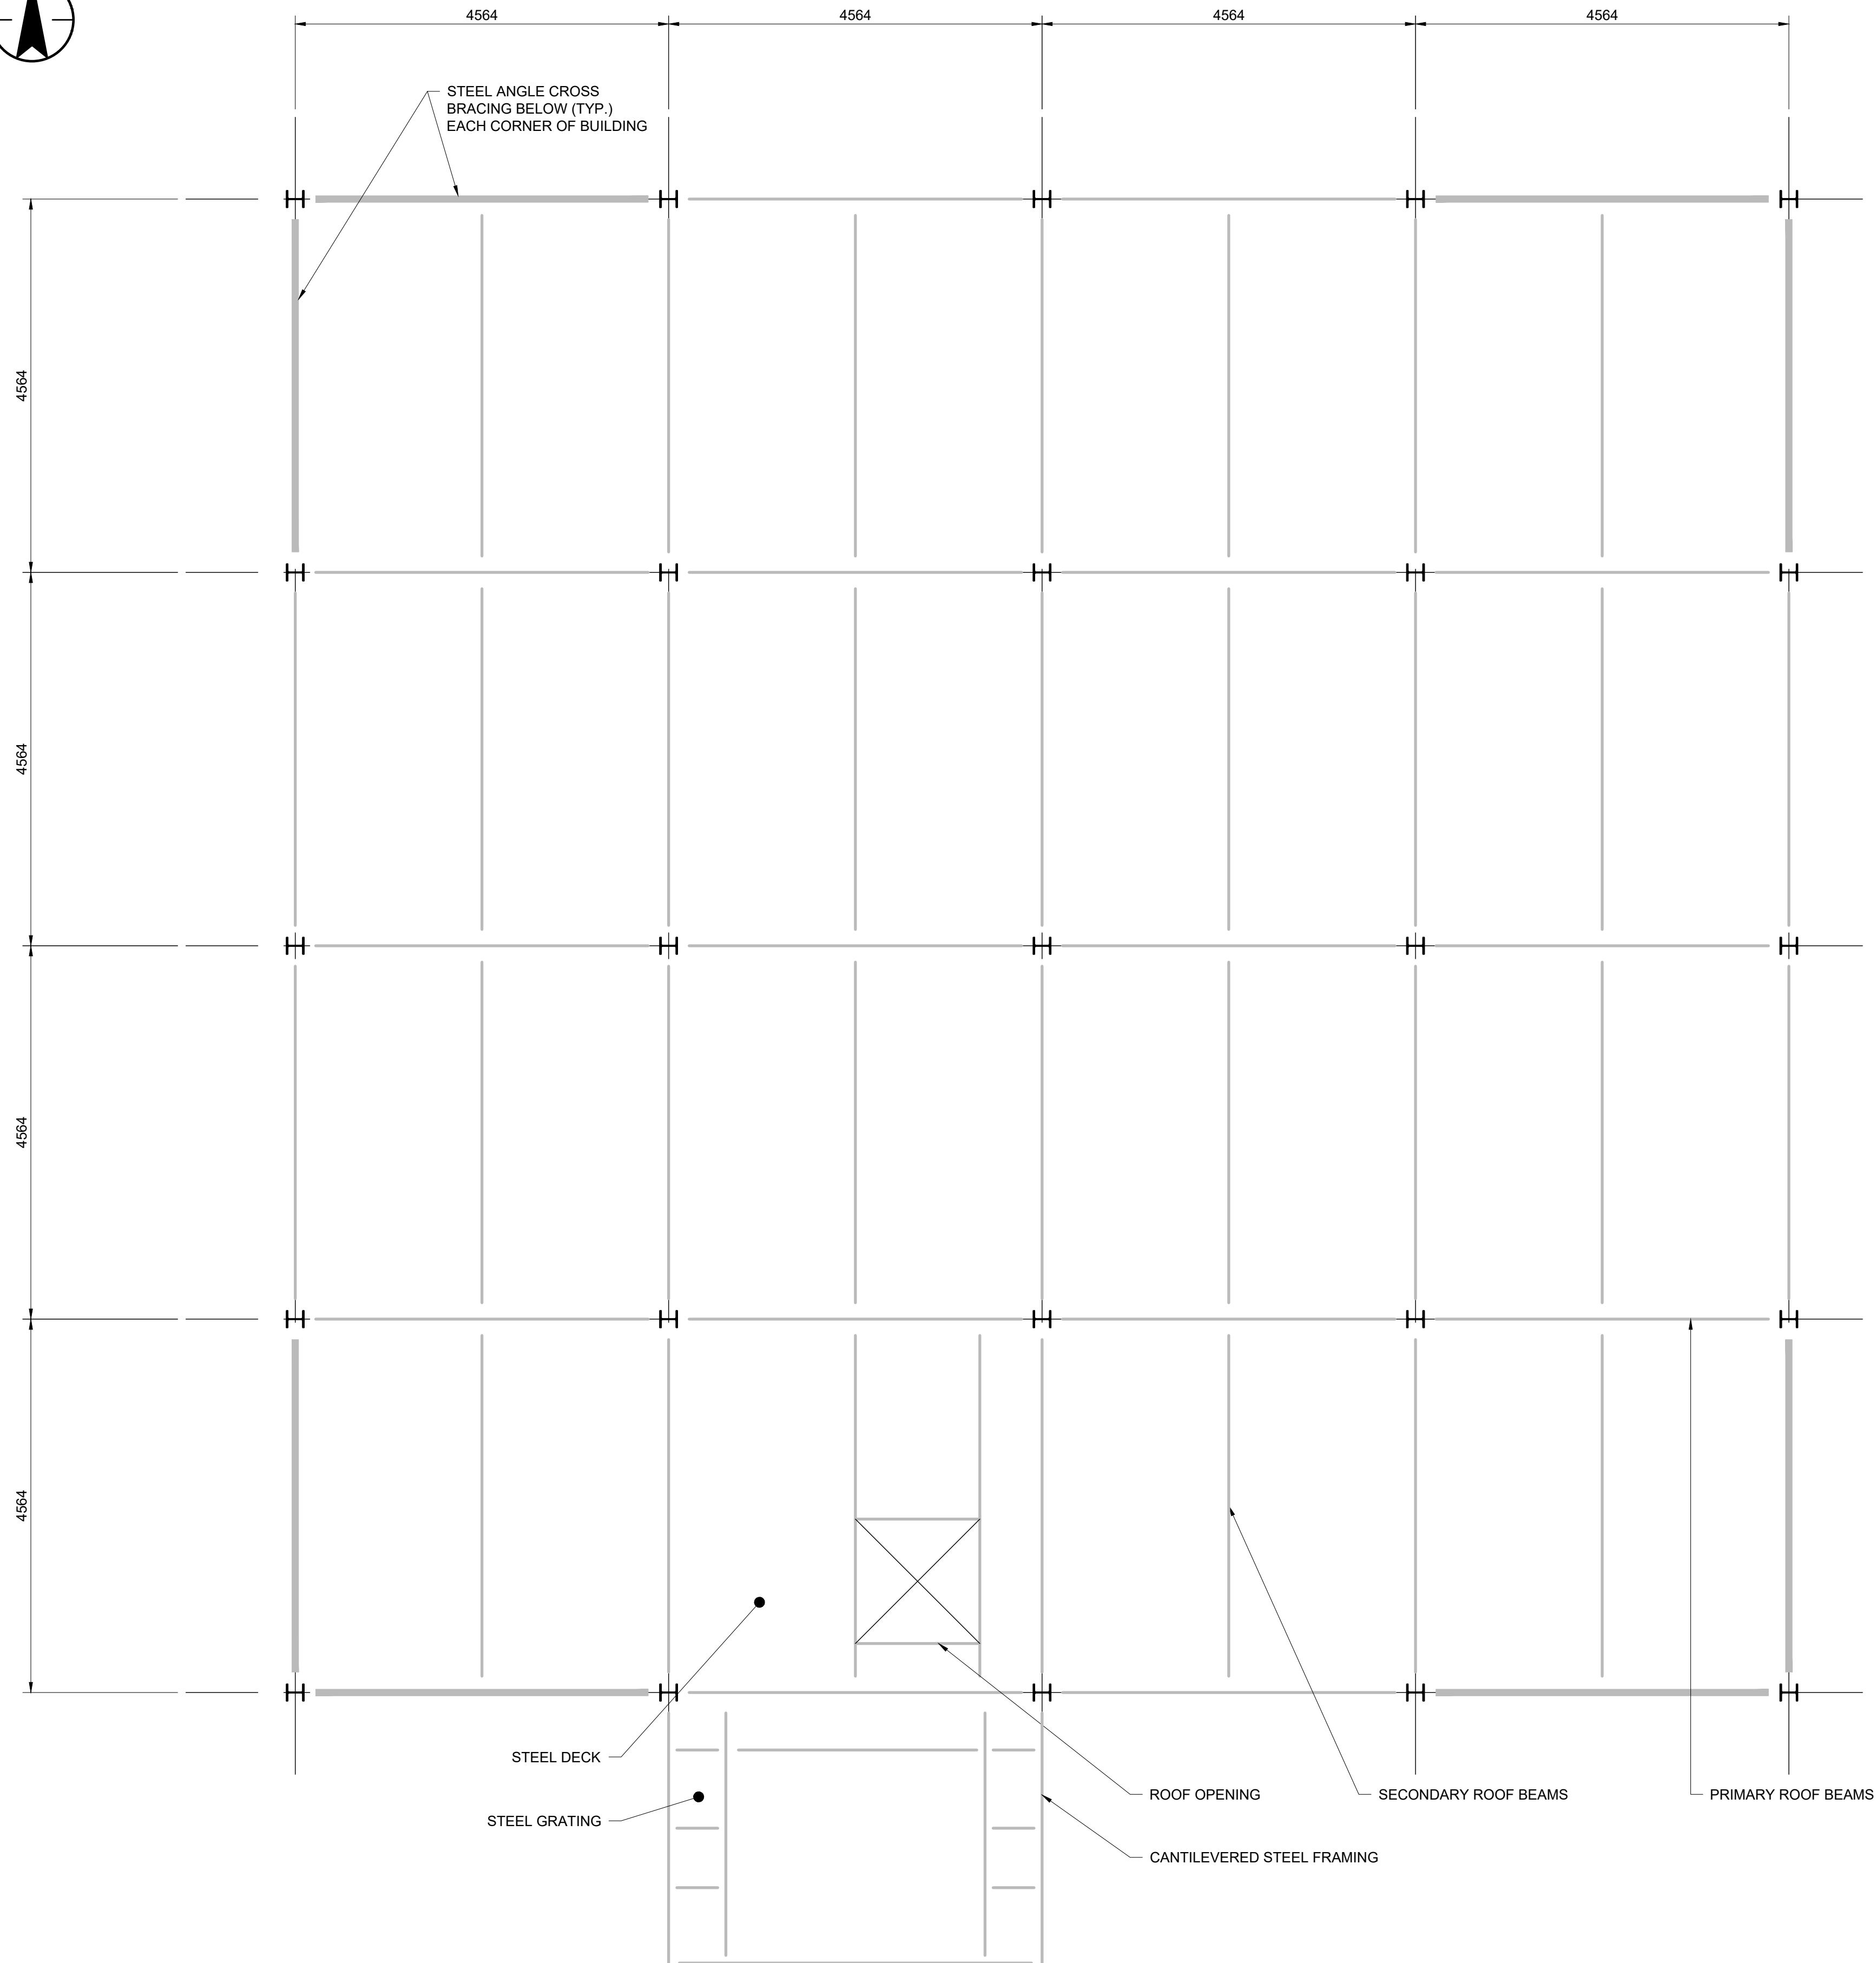 4564
4564
4564
4564
STEEL ANGLE CROSS
BRACING BELOW (TYP.)
EACH CORNER OF BUILDING
4564
4564
4564
4564
STEEL DECK
STEEL GRATING
ROOF OPENING
SECONDARY ROOF BEAMS
PRIMARY ROOF BEAMS
CANTILEVERED STEEL FRAMING